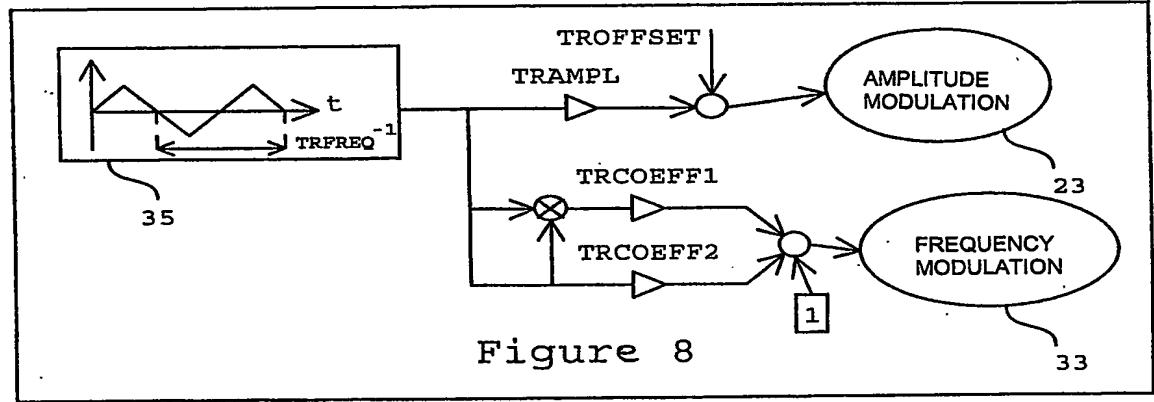 TROFFSET
TRAMPL
AMPLITUDE
MODULATION
t
TRFREQ⁻¹
35
23
TRCOEFF1
TRCOEFF2
FREQUENCY
MODULATION
1
33
Figure 8